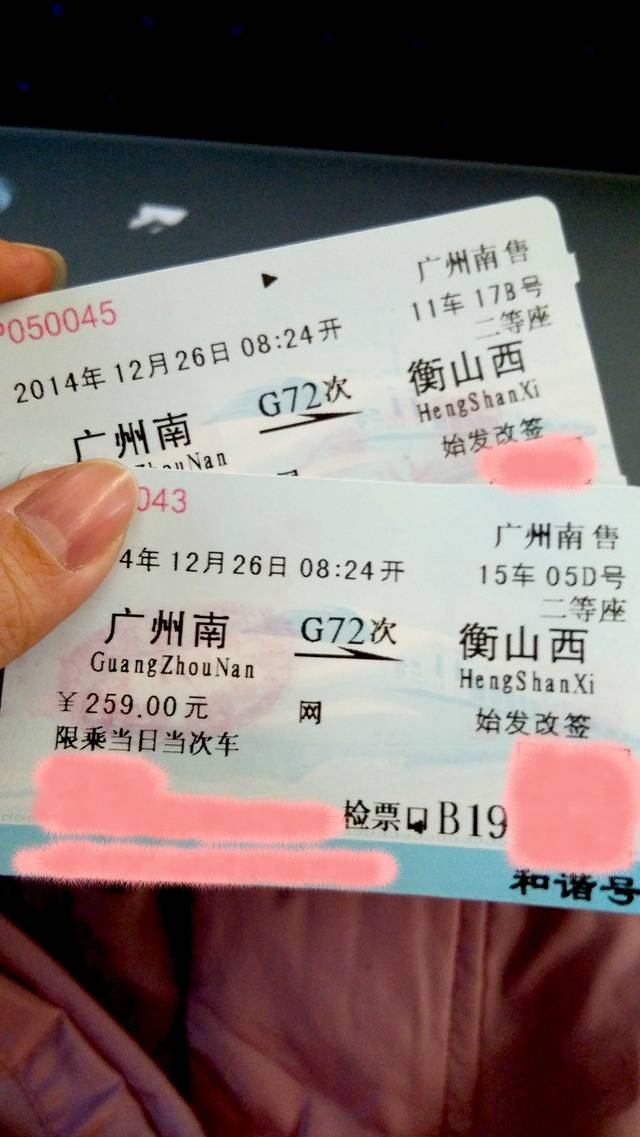 P050045
广州南售
2014年12月26日 08:24开
11车 17B号
二等座
广州南
G72次
衡山西
ZhouNan
HengShanXi
始发改签
043
广州南售
4年12月26日 08:24开
15车 05D号
二等座
广州南
G72次
衡山西
GuangZhouNan
HengShanXi
¥259.00元
网
始发改签
限乘当日当次车
检票口B19
和谐号